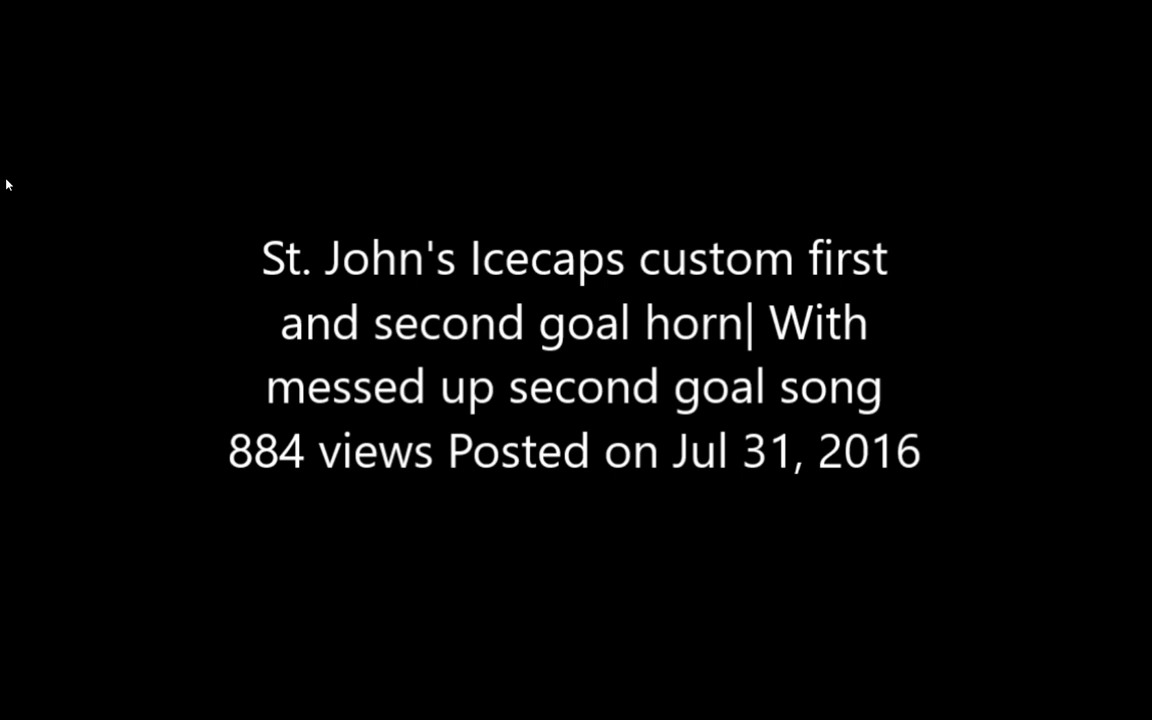 St. John's Icecaps custom first
and second goal horn| With
messed up second goal song
884 views Posted on Jul 31, 2016